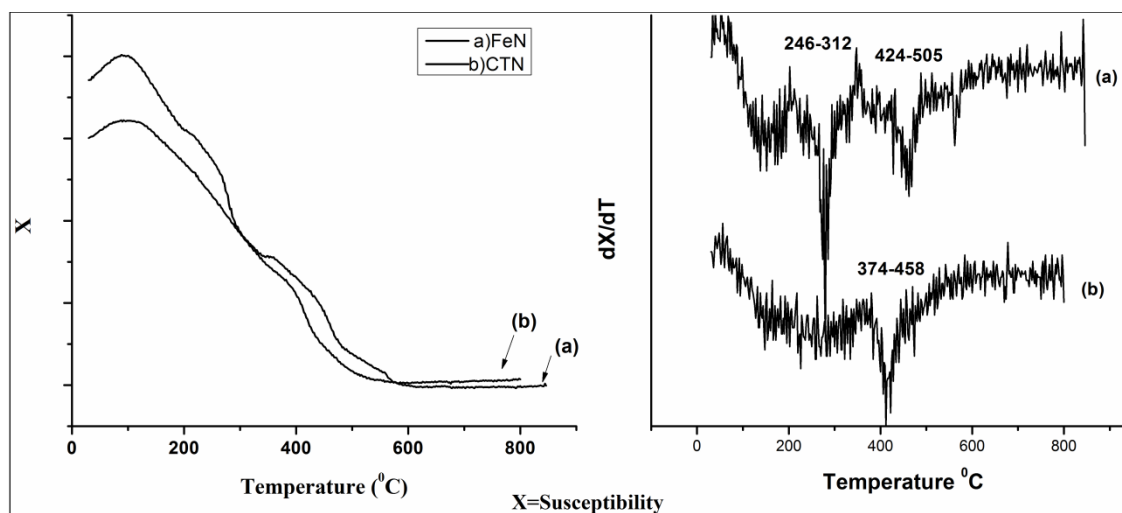 a)FeN
b)CTN
X
(b)
(a)
0 200 400 600 800
Temperature (⁰C)
246-312
424-505
(a)
dX/dT
374-458
(b)
0 200 400 600 800
Temperature ⁰C
X=Susceptibility